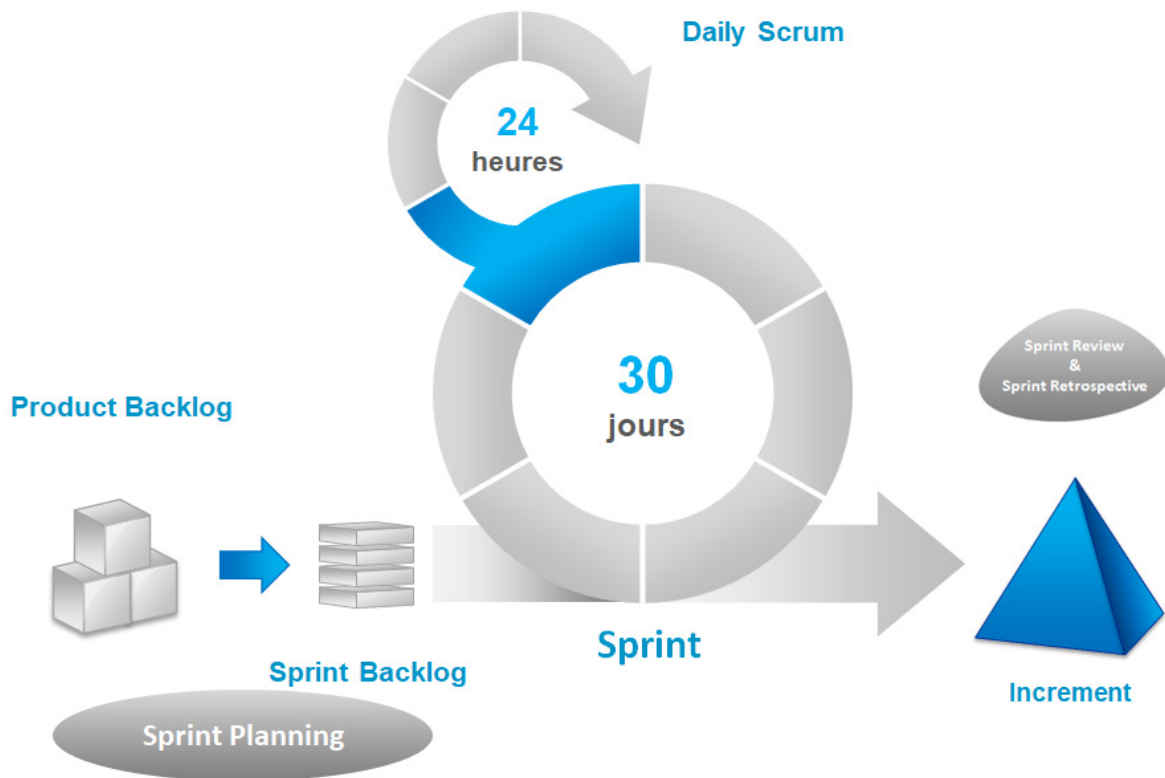 Daily Scrum
24
heures
30
jours
Sprint Review
&
Sprint Retrospective
Product Backlog
Sprint
Sprint Backlog
Increment
Sprint Planning